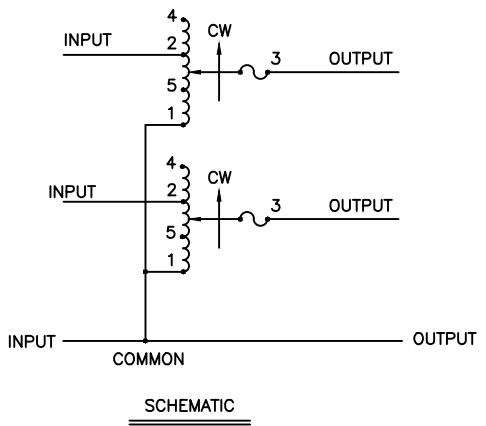 4
CW
INPUT 2
3 OUTPUT
5
1
4
CW
INPUT 2
3 OUTPUT
5
1
INPUT OUTPUT
COMMON
SCHEMATIC